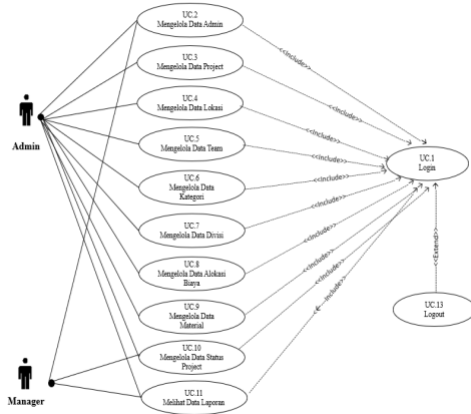 UC.2
Mengelola Data Admin
UC.3
Mengelola Data Project
UC.4
Mengelola Data Lokasi
UC.5
Mengelola Data Team
UC.6
Mengelola Data
Kategori
UC.7
Mengelola Data Divisi
UC.8
Mengelola Data Alokasi
Biaya
UC.9
Mengelola Data
Material
UC.10
Mengelola Data Status
Project
UC.11
Melihat Data Laporan
Admin
Manager
<<Include>>
<<Include>>
<<Include>>
<<Include>>
<<Include>>
<<Include>>
<<Include>>
<<Include>>
<<Include>>
<<Include>>
UC.1
Login
<<Extend>>
UC.13
Logout